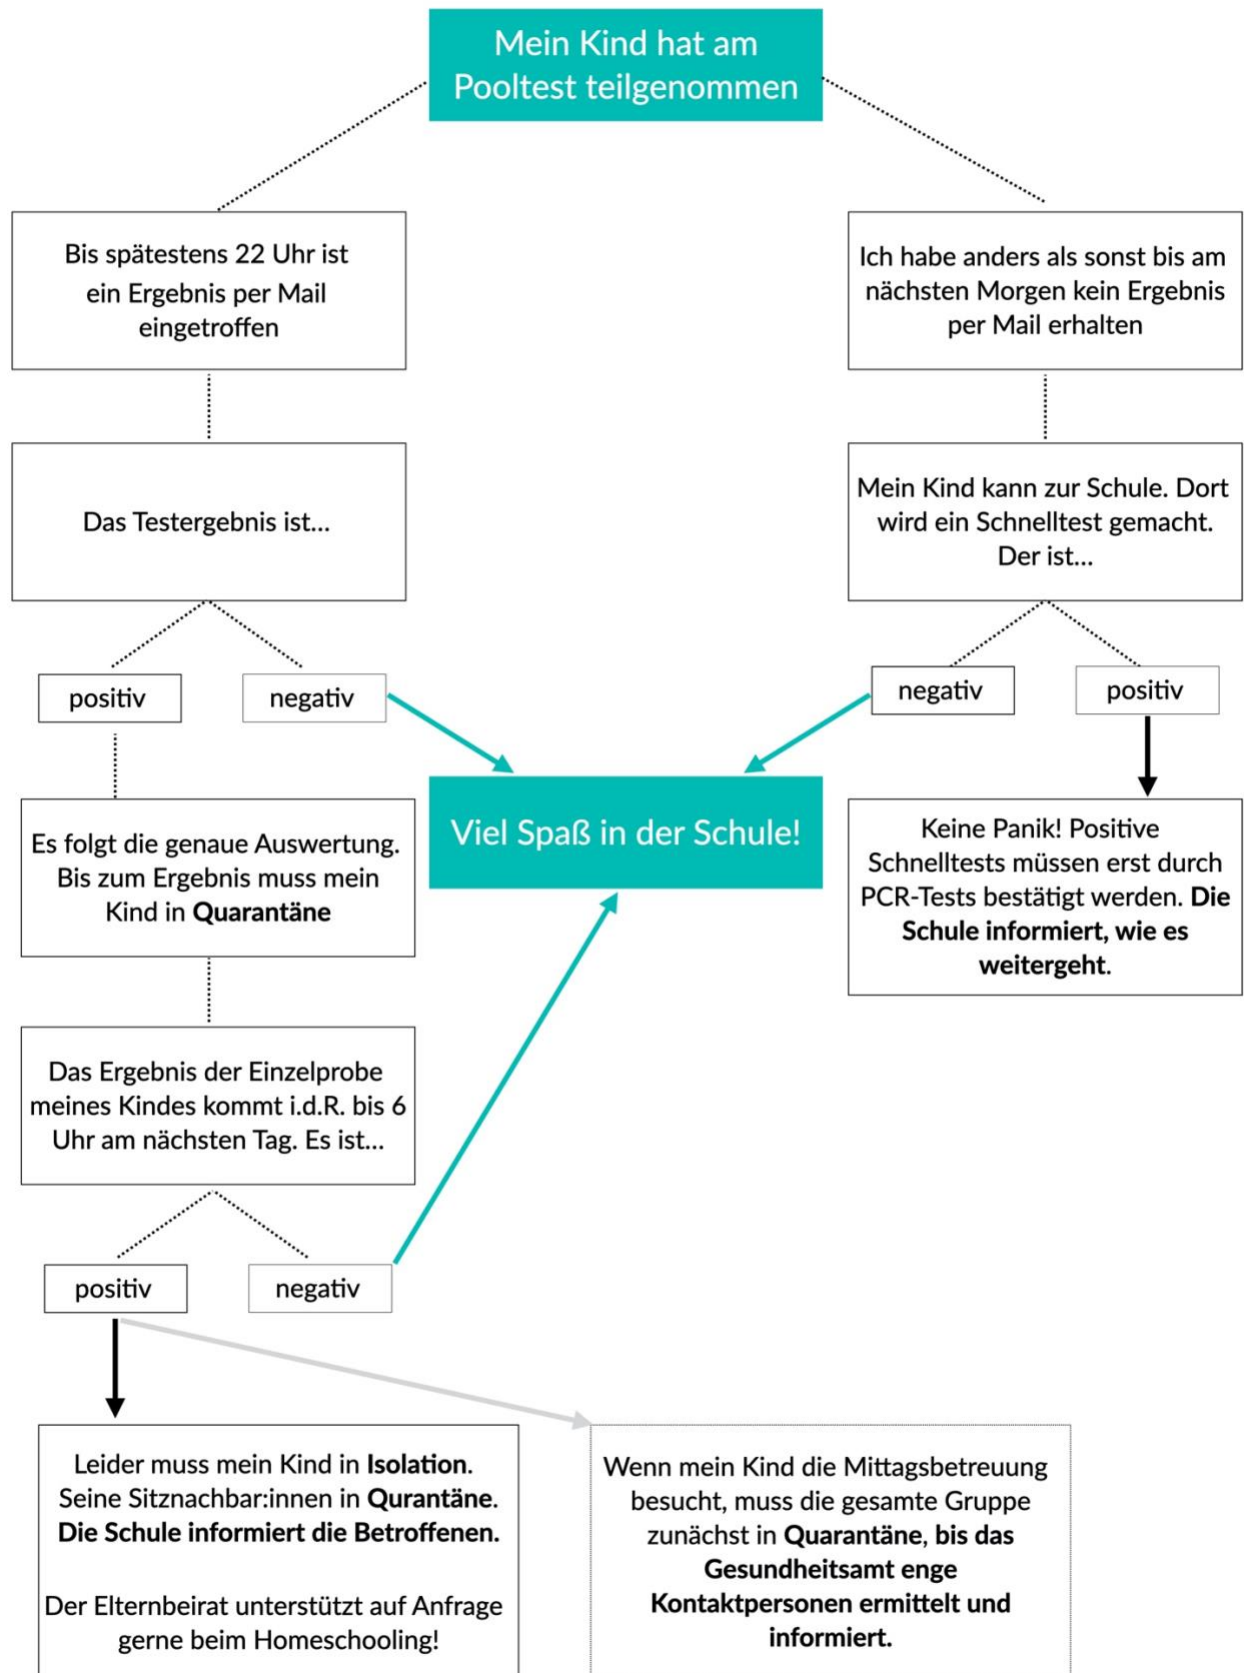 Mein Kind hat am
Pooltest teilgenommen
Bis spätestens 22 Uhr ist
ein Ergebnis per Mail
eingetroffen
Ich habe anders als sonst bis am
nächsten Morgen kein Ergebnis
per Mail erhalten
Das Testergebnis ist...
Mein Kind kann zur Schule. Dort
wird ein Schnelltest gemacht.
Der ist...
positiv
negativ
negativ
positiv
Viel Spaß in der Schule!
Es folgt die genaue Auswertung.
Bis zum Ergebnis muss mein
Kind in Quarantäne
Keine Panik! Positive
Schnelltests müssen erst durch
PCR-Tests bestätigt werden. Die
Schule informiert, wie es
weitergeht.
Das Ergebnis der Einzelprobe
meines Kindes kommt i.d.R. bis 6
Uhr am nächsten Tag. Es ist...
positiv
negativ
Leider muss mein Kind in Isolation.
Seine Sitznachbar:innen in Qurantäne.
Die Schule informiert die Betroffenen.
Der Elternbeirat unterstützt auf Anfrage
gerne beim Homeschooling!
Wenn mein Kind die Mittagsbetreuung
besucht, muss die gesamte Gruppe
zunächst in Quarantäne, bis das
Gesundheitsamt enge
Kontaktpersonen ermittelt und
informiert.